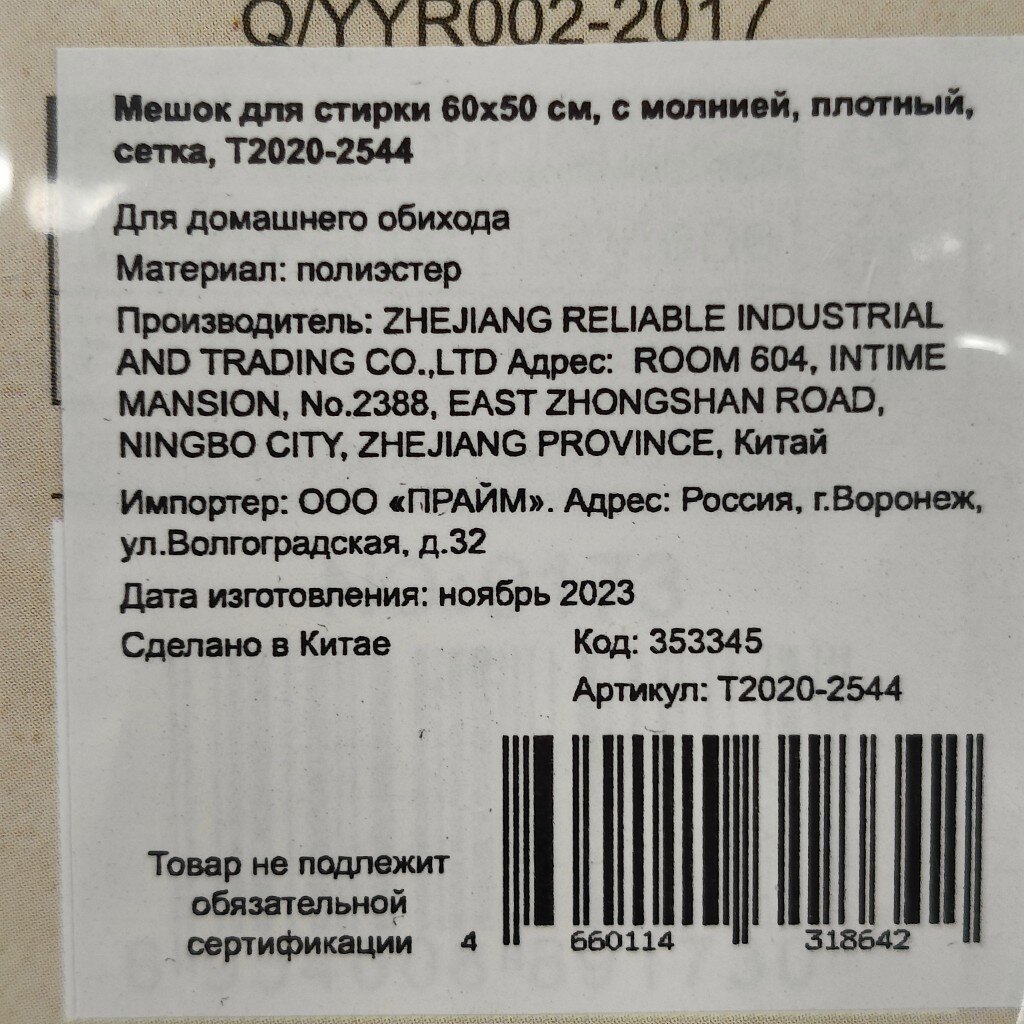 Q/YYR002-2017
Мешок для стирки 60х50 см, с молнией, плотный,
сетка, Т2020-2544
Для домашнего обихода
Материал: полиэстер
Производитель: ZHEJIANG RELIABLE INDUSTRIAL
AND TRADING CO.,LTD Адрес: ROOM 604, INTIME
MANSION, No.2388, EAST ZHONGSHAN ROAD,
NINGBO CITY, ZHEJIANG PROVINCE, Китай
Импортер: ООО «ПРАЙМ». Адрес: Россия, г.Воронеж,
ул.Волгоградская, д.32
Дата изготовления: ноябрь 2023
Сделано в Китае
Код: 353345
Артикул: Т2020-2544
Товар не подлежит
обязательной
сертификации
4 660114 318642